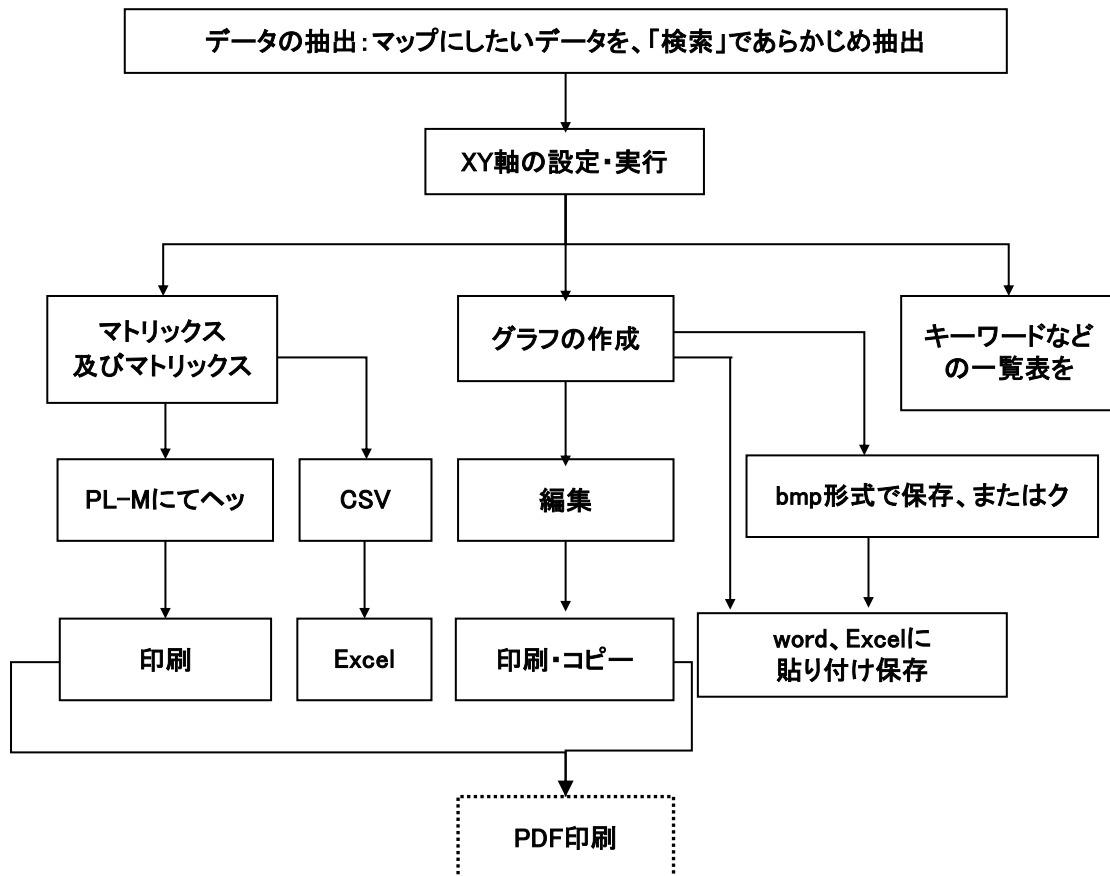 データの抽出：マップにしたいデータを、「検索」であらかじめ抽出
XY軸の設定・実行
マトリックス
及びマトリックス
グラフの作成
キーワードなど
の一覧表を
PL-Mにてヘッ
CSV
編集
bmp形式で保存、またはク
印刷
Excel
印刷・コピー
word、Excelに
貼り付け保存
PDF印刷